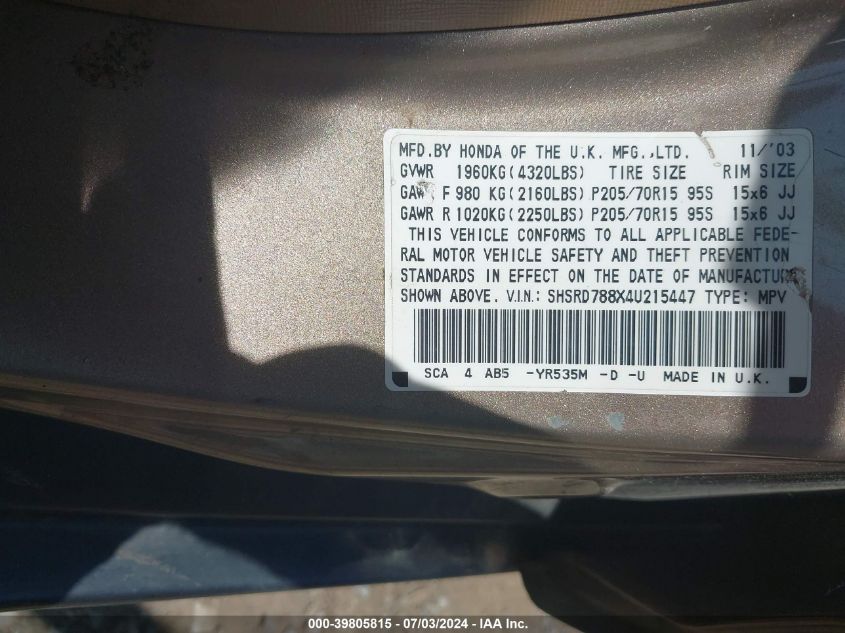 MFD.BY HONDA OF THE U.K. MFG.,LTD. 11/'03
GVWR 1960KG(4320LBS) TIRE SIZE RIM SIZE
GAW F 980 KG(2160LBS) P205/70R15 95S 15x6 JJ
GAWR R 1020KG(2250LBS) P205/70R15 95S 15x6 JJ
THIS VEHICLE CONFORMS TO ALL APPLICABLE FEDE-
RAL MOTOR VEHICLE SAFETY AND THEFT PREVENTION
STANDARDS IN EFFECT ON THE DATE OF MANUFACTURE
SHOWN ABOVE. V.I.N.: SHSRD788X4U215447 TYPE: MPV
SCA 4 AB5 -YR535M -D -U MADE IN U.K.
000-39805815 - 07/03/2024 - IAA Inc.